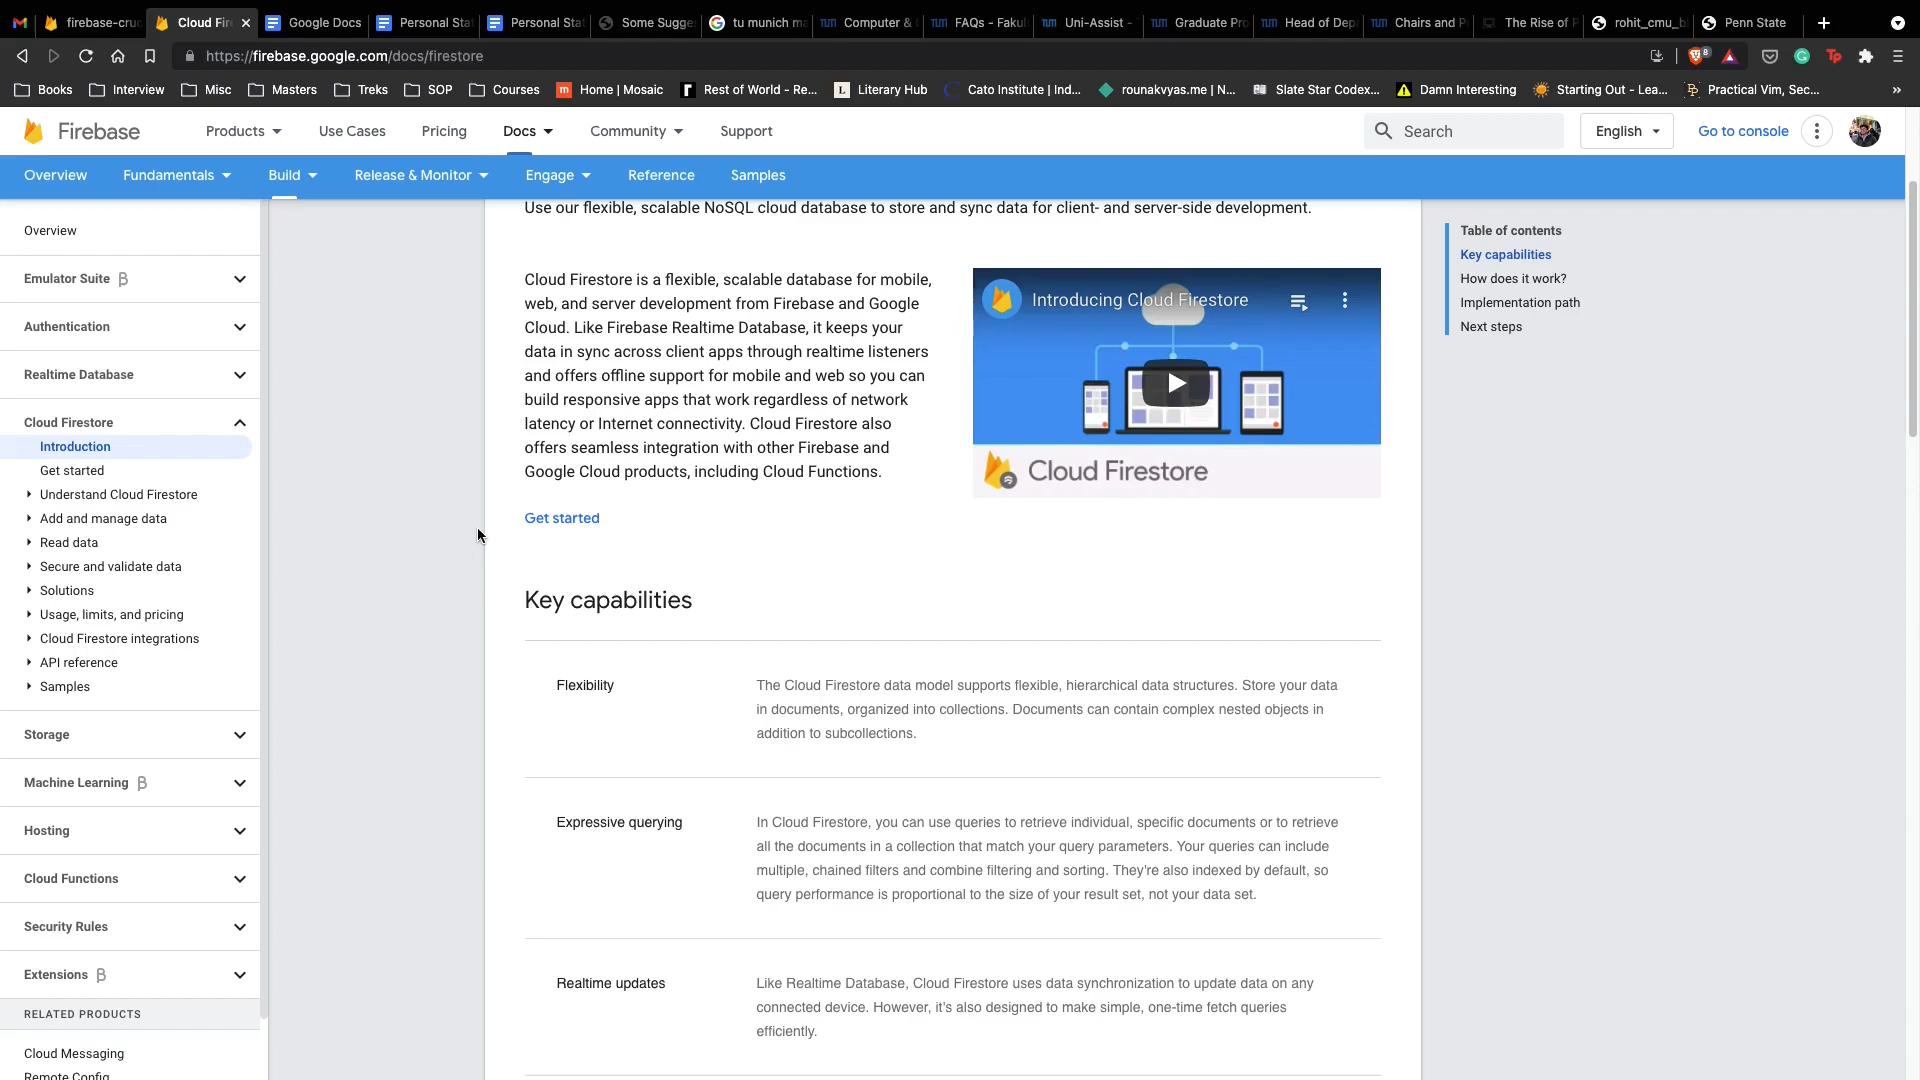 firebase-cruc
Cloud Fir
Google Docs
Personal Sta
Personal Sta
Some Sugge
tu munich ma
Computer &
FAQs - Fakul
Uni-Assist -
Graduate Pro
Head of Dep
Chairs and P
The Rise of P
rohit_cmu_b
Penn State
https://firebase.google.com/docs/firestore
Books
Interview
Misc
Masters
Treks
SOP
Courses
Home | Mosaic
Rest of World - Re...
Literary Hub
Cato Institute | Ind...
rounakvyas.me | N...
Slate Star Codex...
Damn Interesting
Starting Out - Lea...
Practical Vim, Sec...
Firebase
Products
Use Cases
Pricing
Docs
Community
Support
Search
English
Go to console
Overview
Fundamentals
Build
Release & Monitor
Engage
Reference
Samples
Overview
Emulator Suite β
Authentication
Realtime Database
Cloud Firestore
Introduction
Get started
Understand Cloud Firestore
Add and manage data
Read data
Secure and validate data
Solutions
Usage, limits, and pricing
Cloud Firestore integrations
API reference
Samples
Storage
Machine Learning β
Hosting
Cloud Functions
Security Rules
Extensions β
RELATED PRODUCTS
Cloud Messaging
Remote Config
Use our flexible, scalable NoSQL cloud database to store and sync data for client- and server-side development.
Cloud Firestore is a flexible, scalable database for mobile,
web, and server development from Firebase and Google
Cloud. Like Firebase Realtime Database, it keeps your
data in sync across client apps through realtime listeners
and offers offline support for mobile and web so you can
build responsive apps that work regardless of network
latency or Internet connectivity. Cloud Firestore also
offers seamless integration with other Firebase and
Google Cloud products, including Cloud Functions.
Introducing Cloud Firestore
Cloud Firestore
Get started
Key capabilities
Flexibility
The Cloud Firestore data model supports flexible, hierarchical data structures. Store your data
in documents, organized into collections. Documents can contain complex nested objects in
addition to subcollections.
Expressive querying
In Cloud Firestore, you can use queries to retrieve individual, specific documents or to retrieve
all the documents in a collection that match your query parameters. Your queries can include
multiple, chained filters and combine filtering and sorting. They're also indexed by default, so
query performance is proportional to the size of your result set, not your data set.
Realtime updates
Like Realtime Database, Cloud Firestore uses data synchronization to update data on any
connected device. However, it's also designed to make simple, one-time fetch queries
efficiently.
Table of contents
Key capabilities
How does it work?
Implementation path
Next steps